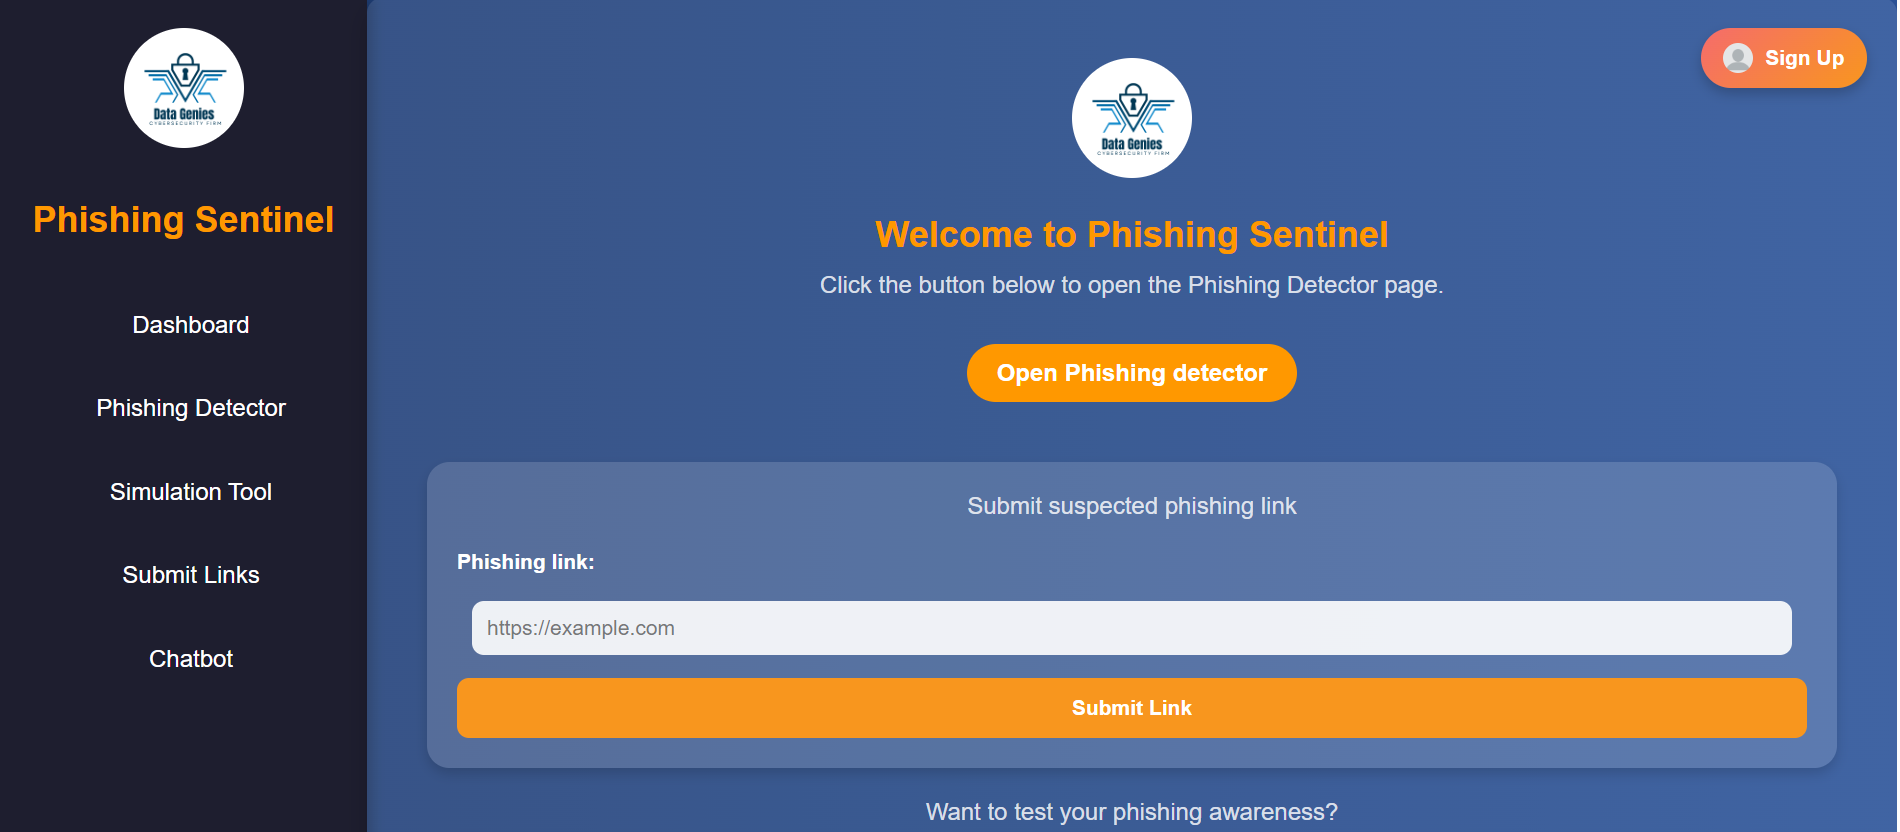 Data Genies
CYBERSECURITY FIRM
Phishing Sentinel
Dashboard
Phishing Detector
Simulation Tool
Submit Links
Chatbot
Sign Up
Data Genies
CYBERSECURITY FIRM
Welcome to Phishing Sentinel
Click the button below to open the Phishing Detector page.
Open Phishing detector
Submit suspected phishing link
Phishing link:
https://example.com
Submit Link
Want to test your phishing awareness?